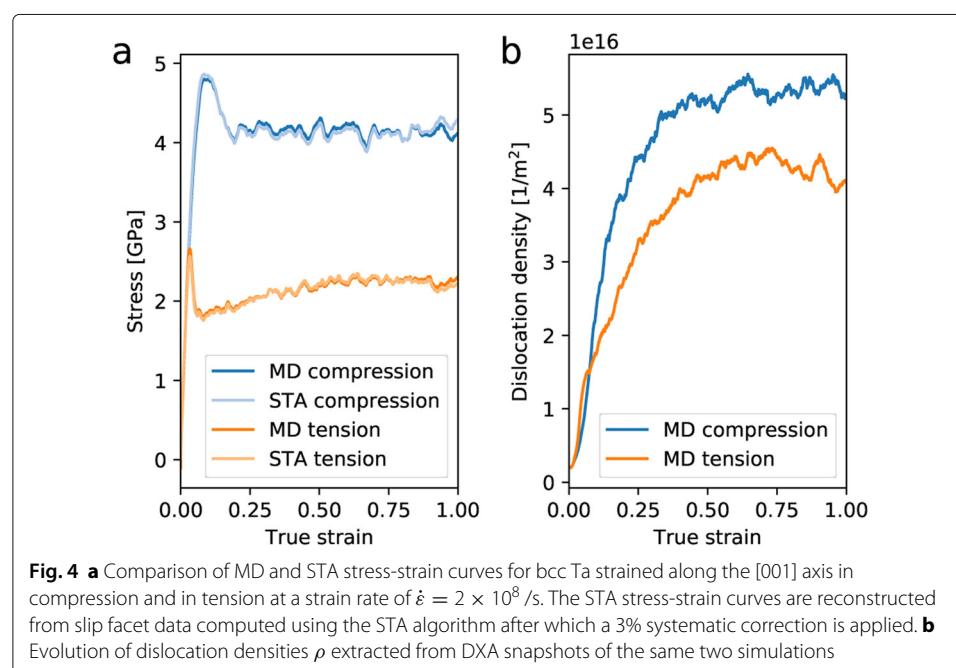 a
5
4
3
2
1
0
Stress [GPa]
MD compression
STA compression
MD tension
STA tension
0.00 0.25 0.50 0.75 1.00
True strain
b
1e16
5
4
3
2
1
0
Dislocation density [1/m²]
MD compression
MD tension
0.00 0.25 0.50 0.75 1.00
True strain
Fig. 4 a Comparison of MD and STA stress-strain curves for bcc Ta strained along the [001] axis in
compression and in tension at a strain rate of ε̇ = 2 × 10⁸ /s. The STA stress-strain curves are reconstructed
from slip facet data computed using the STA algorithm after which a 3% systematic correction is applied. b
Evolution of dislocation densities ρ extracted from DXA snapshots of the same two simulations